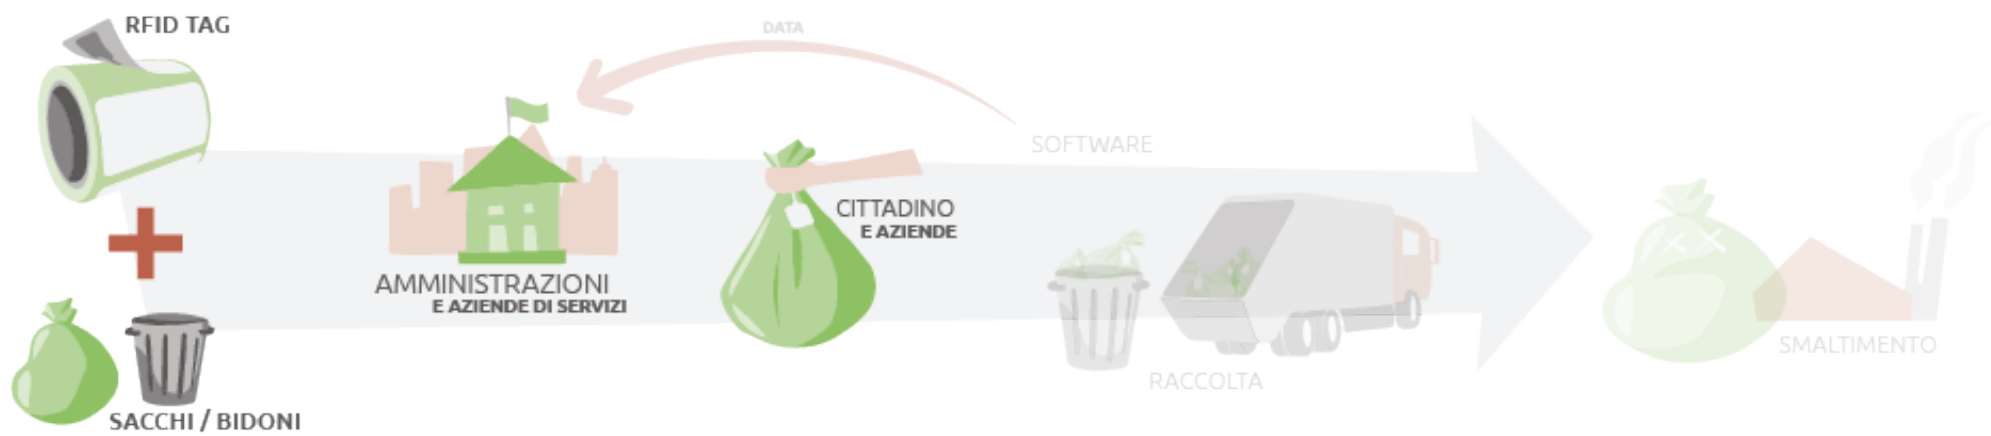 RFID TAG
DATA
SOFTWARE
CITTADINO
E AZIENDE
AMMINISTRAZIONI
E AZIENDE DI SERVIZI
SMALTIMENTO
RACCOLTA
SACCHI / BIDONI